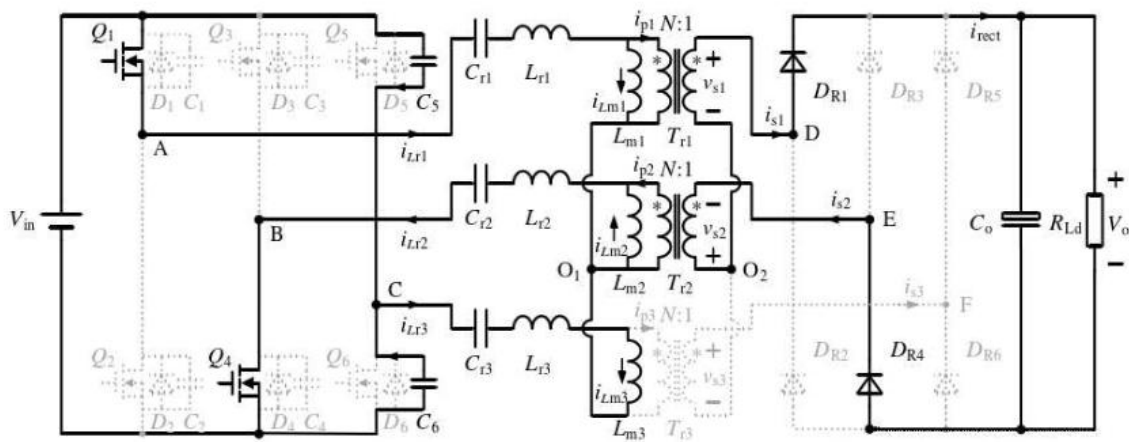 Q1 Q3 Q5
D1 C1 D3 C3 D5 C5
A
iLr1
Cr1
Lr1
ip1 N:1
iLm1
Lm1 Tr1
* *
+
vs1
−
is1
D
DR1 DR3 DR5
irect
Vin
B
iLr2
Cr2
Lr2
ip2 N:1
iLm2
* *
−
vs2
+
is2
E
O1 Lm2 Tr2 O2
C
iLr3
Cr3
Lr3
ip3 N:1
iLm3
* *
+
vs3
−
Lm3 Tr3
is3
F
DR2 DR4 DR6
Q2 Q4 Q6
D2 C2 D4 C4 D6 C6
Co
RLd
+
Vo
−